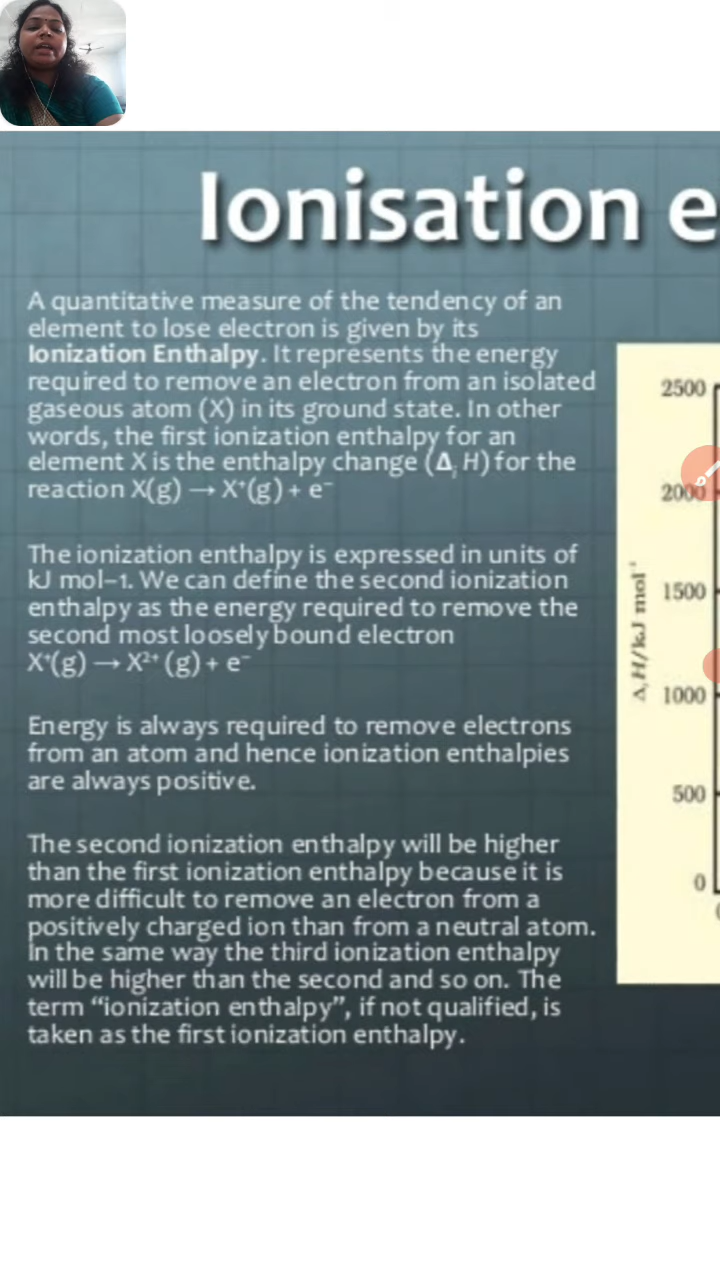 Ionisation e
A quantitative measure of the tendency of an
element to lose electron is given by its
Ionization Enthalpy. It represents the energy
required to remove an electron from an isolated
gaseous atom (X) in its ground state. In other
words, the first ionization enthalpy for an
element X is the enthalpy change (Δᵢ H) for the
reaction X(g) → X⁺(g) + e⁻
The ionization enthalpy is expressed in units of
kJ mol–1. We can define the second ionization
enthalpy as the energy required to remove the
second most loosely bound electron
X⁺(g) → X²⁺ (g) + e⁻
Energy is always required to remove electrons
from an atom and hence ionization enthalpies
are always positive.
The second ionization enthalpy will be higher
than the first ionization enthalpy because it is
more difficult to remove an electron from a
positively charged ion than from a neutral atom.
In the same way the third ionization enthalpy
will be higher than the second and so on. The
term “ionization enthalpy”, if not qualified, is
taken as the first ionization enthalpy.
ΔᵢH/kJ mol⁻¹
2500
2000
1500
1000
500
0